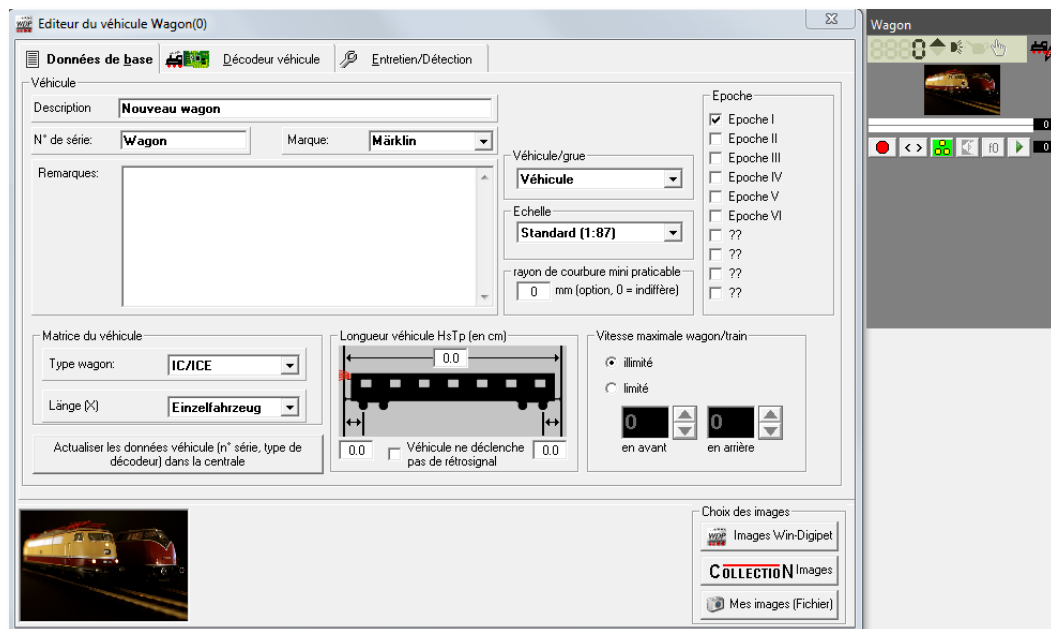 Editeur du véhicule Wagon(0)
Données de base
Décodeur véhicule
Entretien/Détection
Véhicule
Description
Nouveau wagon
N° de série:
Wagon
Marque:
Märklin
Remarques:
Véhicule/grue
Véhicule
Echelle
Standard (1:87)
rayon de courbure mini praticable
0 mm (option, 0 = indiffère)
Epoche
Epoche I
Epoche II
Epoche III
Epoche IV
Epoche V
Epoche VI
??
??
??
??
Matrice du véhicule
Type wagon:
IC/ICE
Länge (X)
Einzelfahrzeug
Actualiser les données véhicule (n° série, type de
décodeur) dans la centrale
Longueur véhicule HsTp (en cm)
0.0
0.0
Véhicule ne déclenche
pas de rétrosignal
0.0
Vitesse maximale wagon/train
illimité
limité
0
0
en avant
en arrière
Choix des images
WDP Images Win-Digipet
COLLECTION Images
Mes images (Fichier)
Wagon
0
0
f0
0